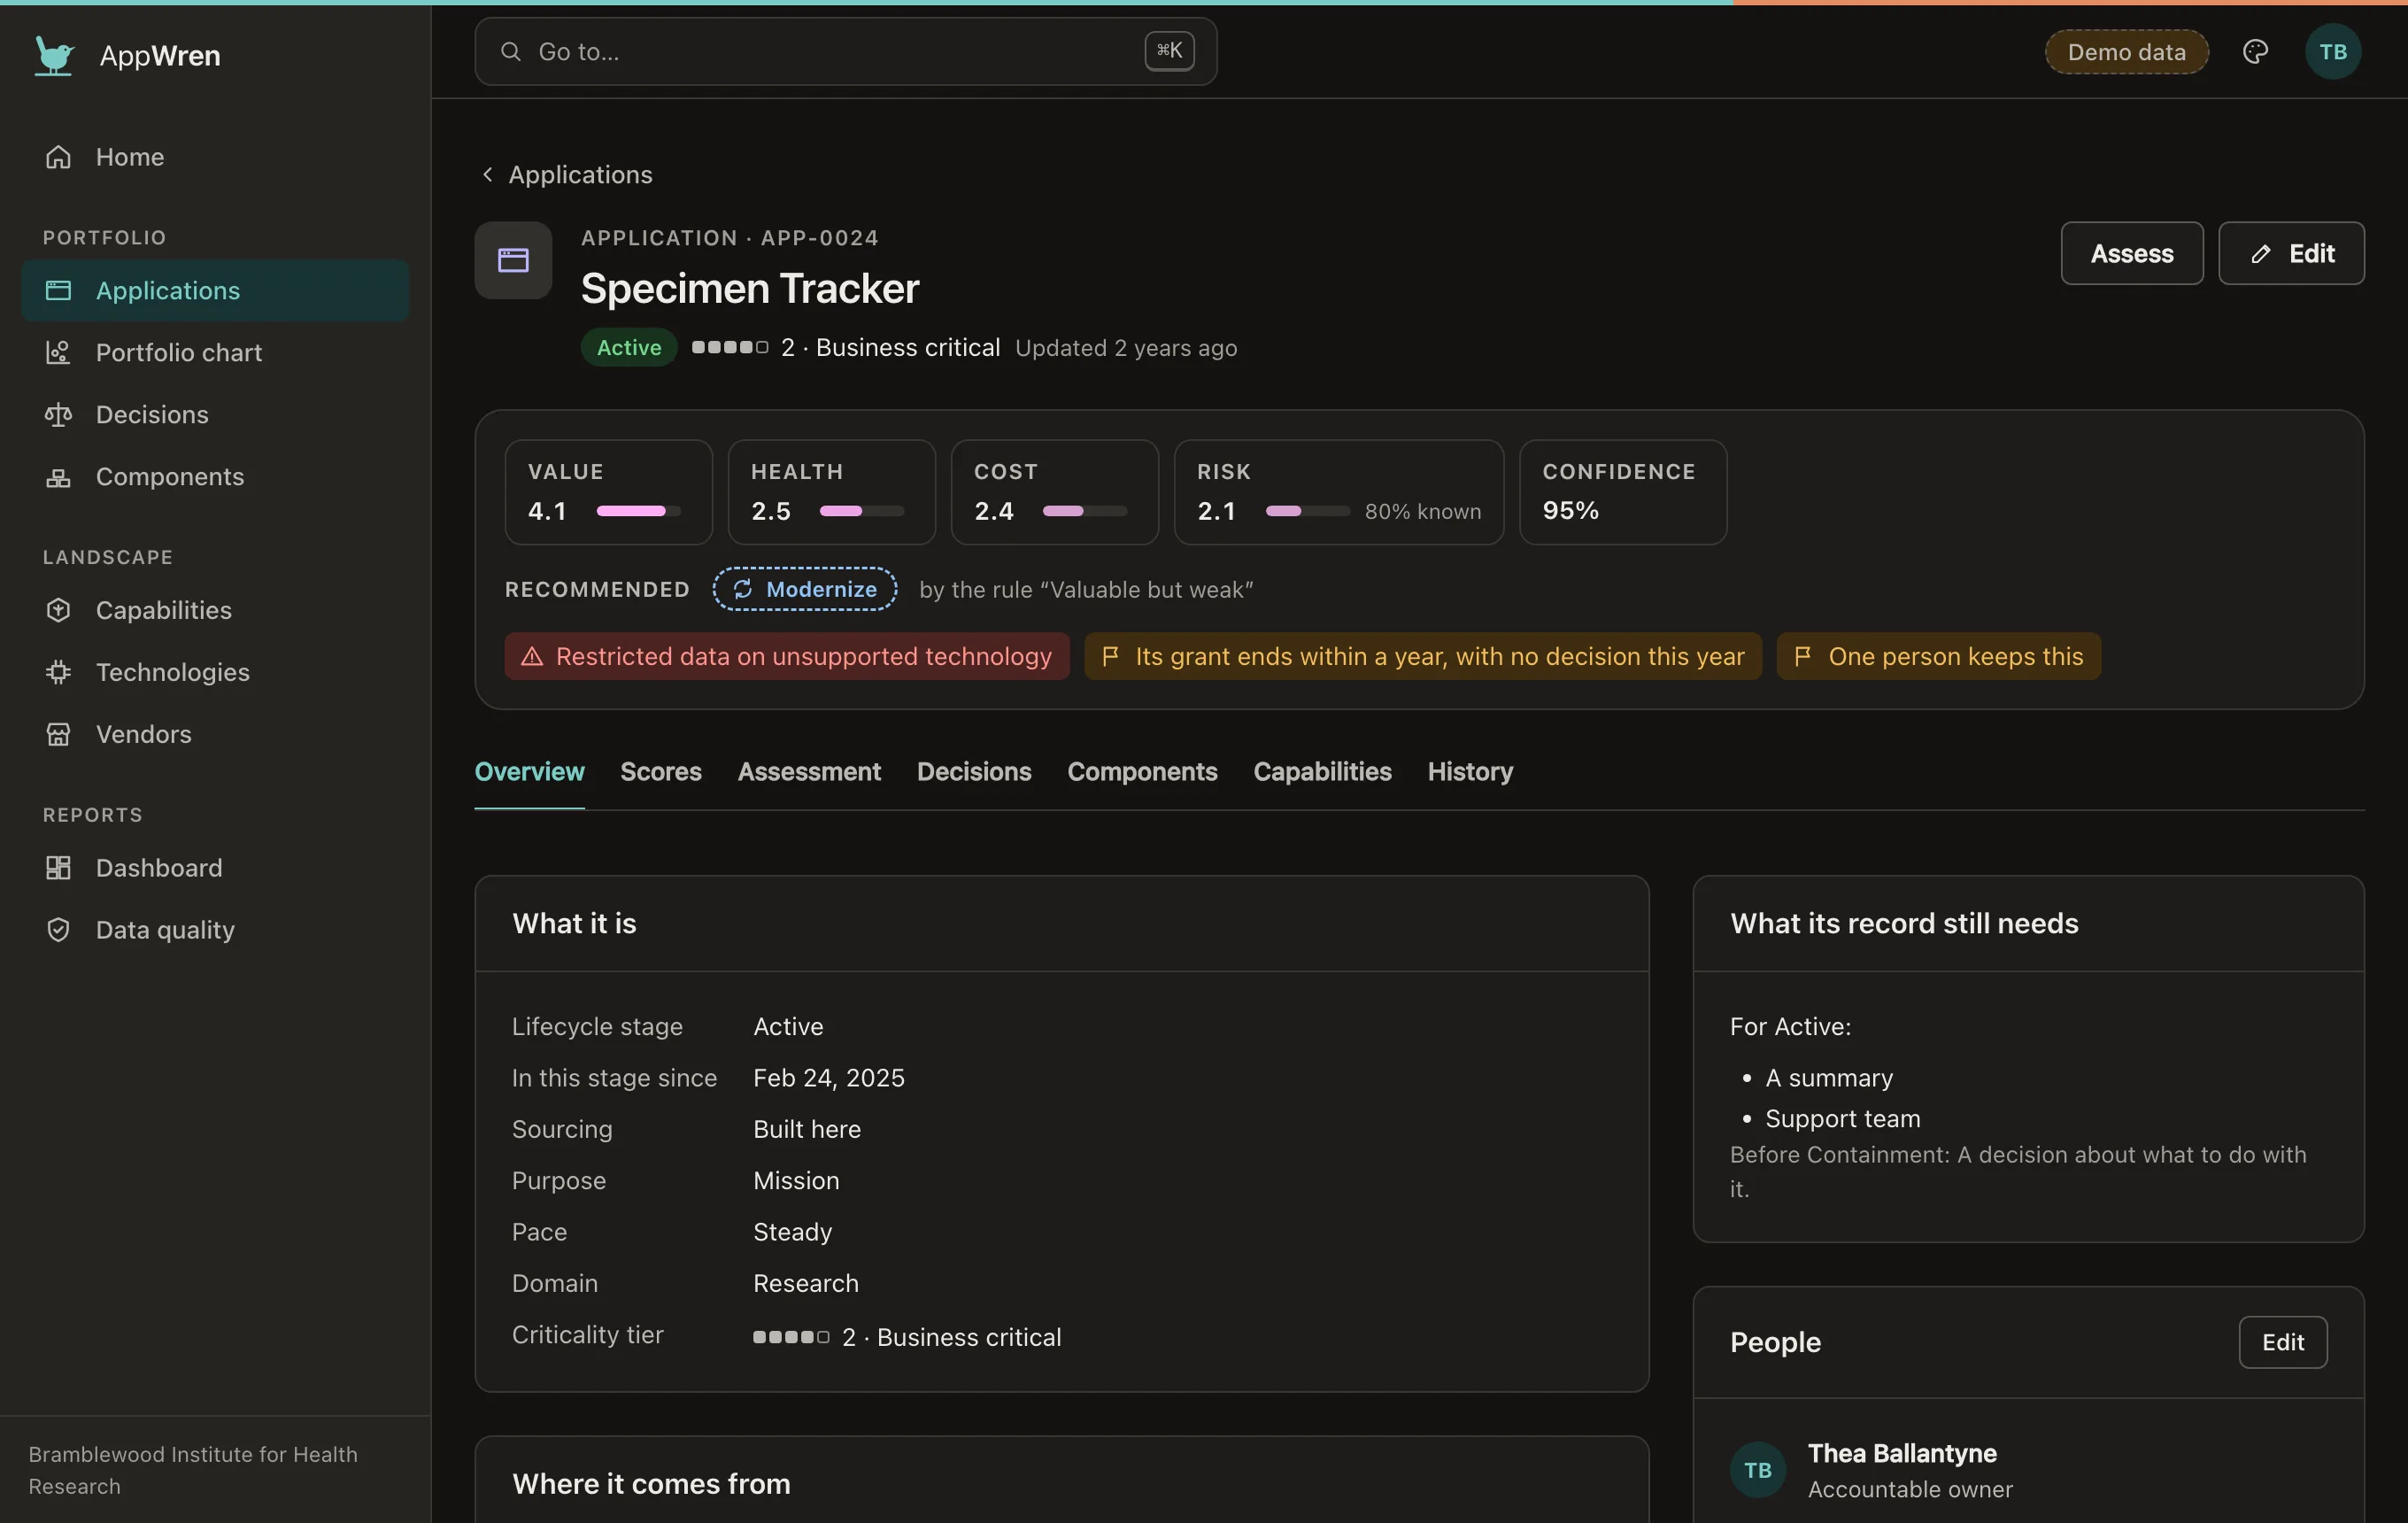 AppWren
Go to...
⌘K
Demo data
TB
Home
PORTFOLIO
Applications
Portfolio chart
Decisions
Components
LANDSCAPE
Capabilities
Technologies
Vendors
REPORTS
Dashboard
Data quality
Bramblewood Institute for Health
Research
Applications
APPLICATION · APP-0024
Specimen Tracker
Active 2 · Business critical Updated 2 years ago
Assess
Edit
VALUE
4.1
HEALTH
2.5
COST
2.4
RISK
2.1 80% known
CONFIDENCE
95%
RECOMMENDED Modernize by the rule “Valuable but weak”
Restricted data on unsupported technology
Its grant ends within a year, with no decision this year
One person keeps this
Overview Scores Assessment Decisions Components Capabilities History
What it is
Lifecycle stage Active
In this stage since Feb 24, 2025
Sourcing Built here
Purpose Mission
Pace Steady
Domain Research
Criticality tier 2 · Business critical
Where it comes from
What its record still needs
For Active:
• A summary
• Support team
Before Containment: A decision about what to do with
it.
People
Edit
TB
Thea Ballantyne
Accountable owner